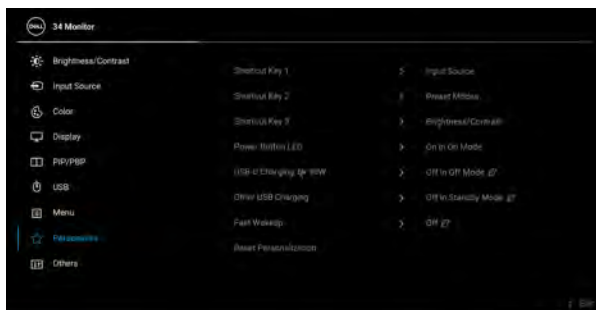 DELL 34 Monitor
Brightness/Contrast
Input Source
Color
Display
PIP/PBP
USB
Menu
Personalize
Others
Shortcut Key 1 > Input Source
Shortcut Key 2 > Preset Modes
Shortcut Key 3 > Brightness/Contrast
Power Button LED > On in On Mode
USB-C Charging 90W > Off in Off Mode
Other USB Charging > Off in Standby Mode
Fast Wakeup > Off
Reset Personalization
Exit